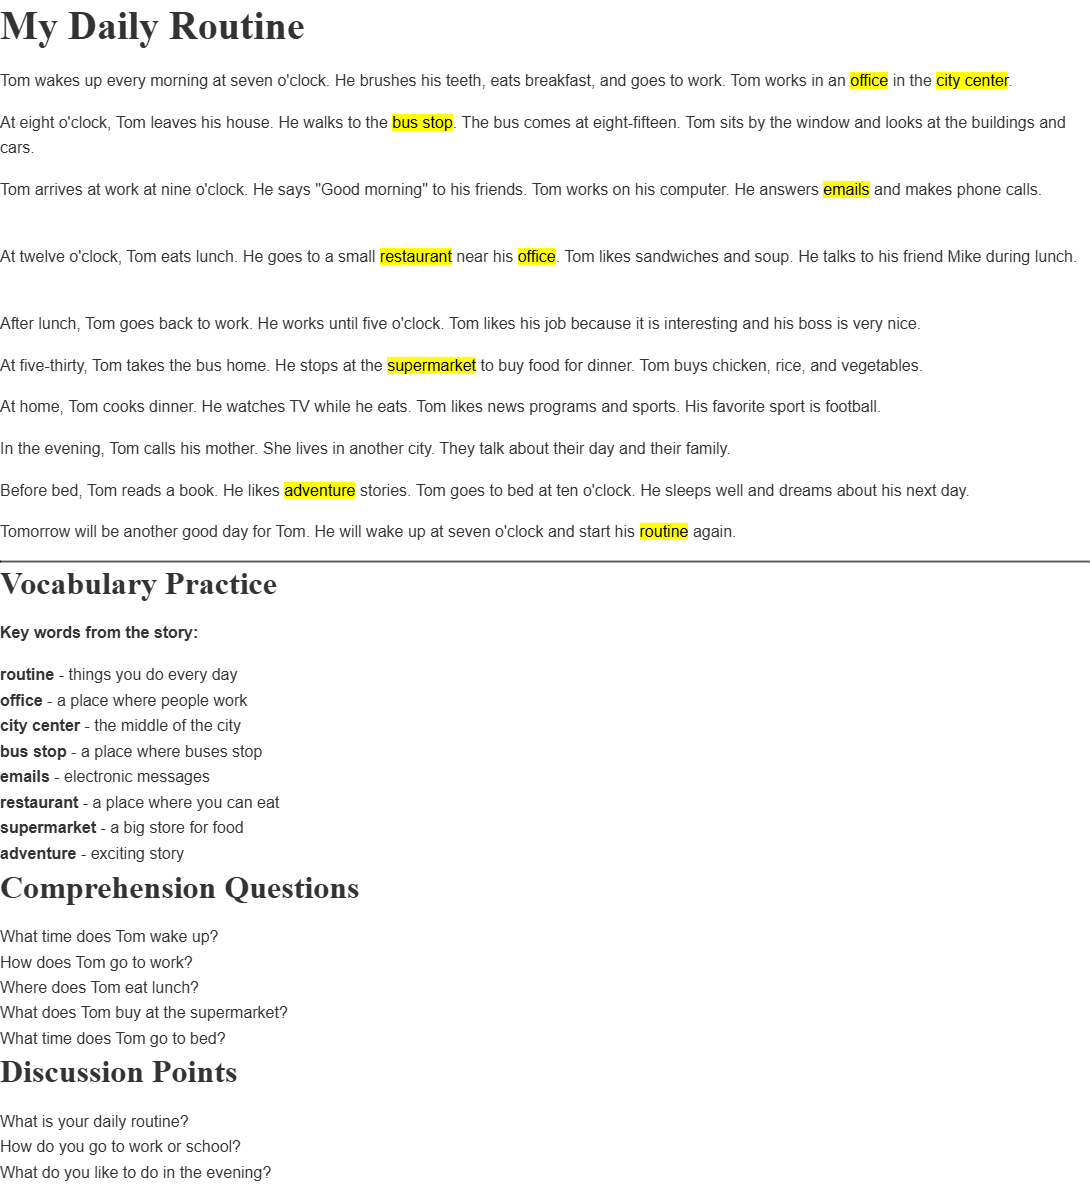 My Daily Routine
Tom wakes up every morning at seven o'clock. He brushes his teeth, eats breakfast, and goes to work. Tom works in an office in the city center.
At eight o'clock, Tom leaves his house. He walks to the bus stop. The bus comes at eight-fifteen. Tom sits by the window and looks at the buildings and
cars.
Tom arrives at work at nine o'clock. He says "Good morning" to his friends. Tom works on his computer. He answers emails and makes phone calls.
At twelve o'clock, Tom eats lunch. He goes to a small restaurant near his office. Tom likes sandwiches and soup. He talks to his friend Mike during lunch.
After lunch, Tom goes back to work. He works until five o'clock. Tom likes his job because it is interesting and his boss is very nice.
At five-thirty, Tom takes the bus home. He stops at the supermarket to buy food for dinner. Tom buys chicken, rice, and vegetables.
At home, Tom cooks dinner. He watches TV while he eats. Tom likes news programs and sports. His favorite sport is football.
In the evening, Tom calls his mother. She lives in another city. They talk about their day and their family.
Before bed, Tom reads a book. He likes adventure stories. Tom goes to bed at ten o'clock. He sleeps well and dreams about his next day.
Tomorrow will be another good day for Tom. He will wake up at seven o'clock and start his routine again.
Vocabulary Practice
Key words from the story:
routine - things you do every day
office - a place where people work
city center - the middle of the city
bus stop - a place where buses stop
emails - electronic messages
restaurant - a place where you can eat
supermarket - a big store for food
adventure - exciting story
Comprehension Questions
What time does Tom wake up?
How does Tom go to work?
Where does Tom eat lunch?
What does Tom buy at the supermarket?
What time does Tom go to bed?
Discussion Points
What is your daily routine?
How do you go to work or school?
What do you like to do in the evening?